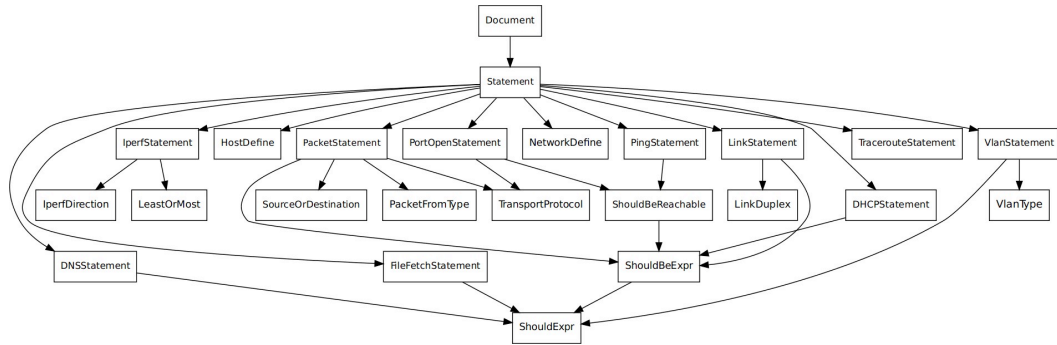 Document
Statement
IperfStatement
HostDefine
PacketStatement
PortOpenStatement
NetworkDefine
PingStatement
LinkStatement
TracerouteStatement
VlanStatement
IperfDirection
LeastOrMost
SourceOrDestination
PacketFromType
TransportProtocol
ShouldBeReachable
LinkDuplex
DHCPStatement
VlanType
DNSStatement
FileFetchStatement
ShouldBeExpr
ShouldExpr